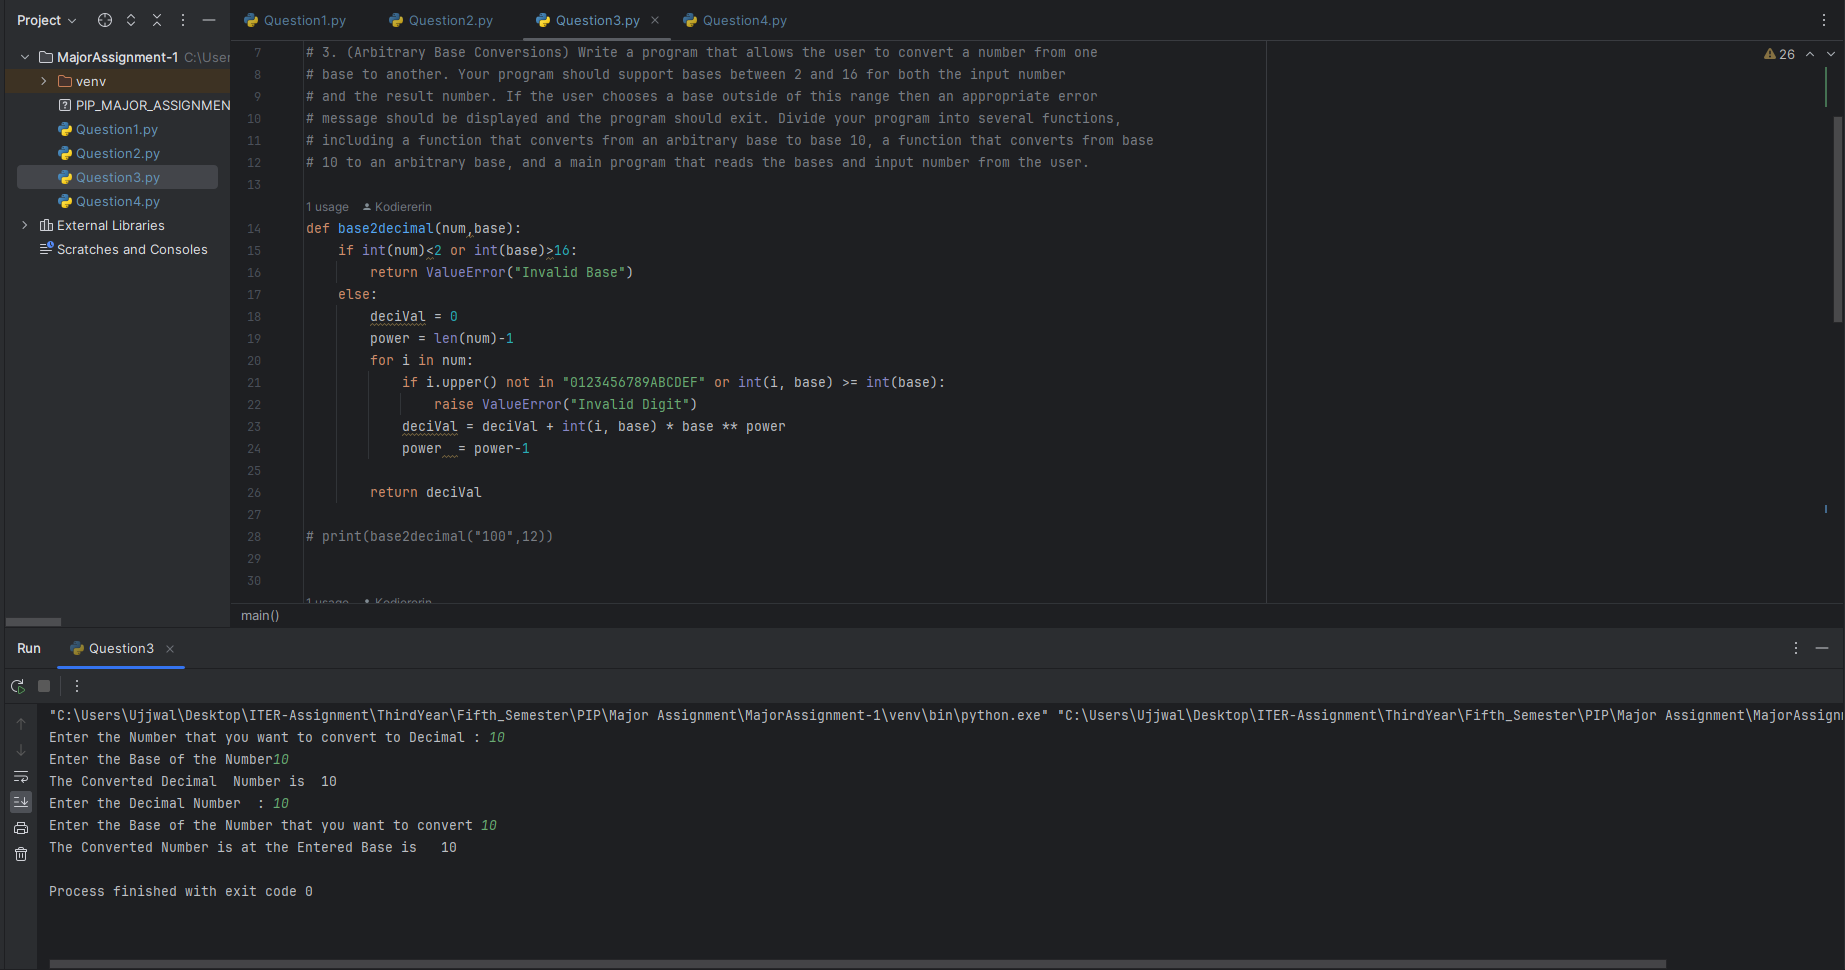 Project
Question1.py
Question2.py
Question3.py
Question4.py
MajorAssignment-1 C:\User
venv
PIP_MAJOR_ASSIGNMEN
Question1.py
Question2.py
Question3.py
Question4.py
External Libraries
Scratches and Consoles
26
7 # 3. (Arbitrary Base Conversions) Write a program that allows the user to convert a number from one
8 # base to another. Your program should support bases between 2 and 16 for both the input number
9 # and the result number. If the user chooses a base outside of this range then an appropriate error
10 # message should be displayed and the program should exit. Divide your program into several functions,
11 # including a function that converts from an arbitrary base to base 10, a function that converts from base
12 # 10 to an arbitrary base, and a main program that reads the bases and input number from the user.
13
1 usage Kodiererin
14 def base2decimal(num,base):
15 if int(num)<2 or int(base)>16:
16 return ValueError("Invalid Base")
17 else:
18 deciVal = 0
19 power = len(num)-1
20 for i in num:
21 if i.upper() not in "0123456789ABCDEF" or int(i, base) >= int(base):
22 raise ValueError("Invalid Digit")
23 deciVal = deciVal + int(i, base) * base ** power
24 power  = power-1
25
26 return deciVal
27
28 # print(base2decimal("100",12))
29
30
1 usage Kodiererin
main()
Run
Question3
"C:\Users\Ujjwal\Desktop\ITER-Assignment\ThirdYear\Fifth_Semester\PIP\Major Assignment\MajorAssignment-1\venv\bin\python.exe" "C:\Users\Ujjwal\Desktop\ITER-Assignment\ThirdYear\Fifth_Semester\PIP\Major Assignment\MajorAssign
Enter the Number that you want to convert to Decimal : 10
Enter the Base of the Number10
The Converted Decimal  Number is  10
Enter the Decimal Number  : 10
Enter the Base of the Number that you want to convert 10
The Converted Number is at the Entered Base is   10
Process finished with exit code 0